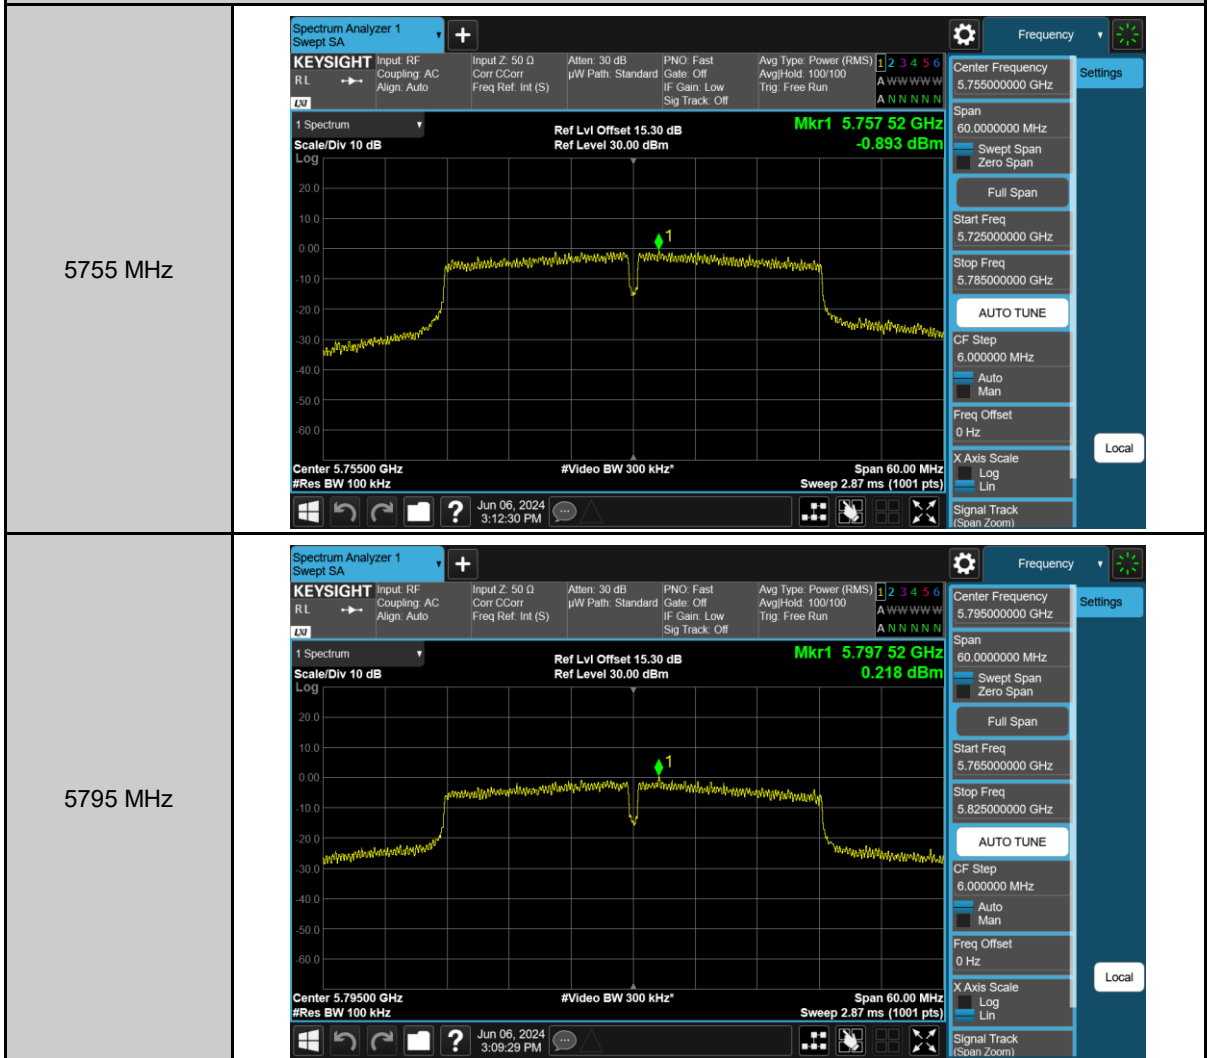 5755 MHz
Spectrum Analyzer 1
Swept SA
+
Frequency
KEYSIGHT
RL
LXI
Input: RF
Coupling: AC
Align: Auto
Input Z: 50 Ω
Corr CCorr
Freq Ref: Int (S)
Atten: 30 dB
µW Path: Standard
PNO: Fast
Gate: Off
IF Gain: Low
Sig Track: Off
Avg Type: Power (RMS)
Avg|Hold: 100/100
Trig: Free Run
1 2 3 4 5 6
A W W W W W
A N N N N N
1 Spectrum
Scale/Div 10 dB
Log
Ref Lvl Offset 15.30 dB
Ref Level 30.00 dBm
Mkr1 5.757 52 GHz
-0.893 dBm
20.0
10.0
0.00
-10.0
-20.0
-30.0
-40.0
-50.0
-60.0
1
Center 5.75500 GHz
#Res BW 100 kHz
#Video BW 300 kHz*
Span 60.00 MHz
Sweep 2.87 ms (1001 pts)
?
Jun 06, 2024
3:12:30 PM
Center Frequency
5.755000000 GHz
Span
60.0000000 MHz
Swept Span
Zero Span
Full Span
Start Freq
5.725000000 GHz
Stop Freq
5.785000000 GHz
AUTO TUNE
CF Step
6.000000 MHz
Auto
Man
Freq Offset
0 Hz
X Axis Scale
Log
Lin
Signal Track
(Span Zoom)
Settings
Local
5795 MHz
Spectrum Analyzer 1
Swept SA
+
Frequency
KEYSIGHT
RL
LXI
Input: RF
Coupling: AC
Align: Auto
Input Z: 50 Ω
Corr CCorr
Freq Ref: Int (S)
Atten: 30 dB
µW Path: Standard
PNO: Fast
Gate: Off
IF Gain: Low
Sig Track: Off
Avg Type: Power (RMS)
Avg|Hold: 100/100
Trig: Free Run
1 2 3 4 5 6
A W W W W W
A N N N N N
1 Spectrum
Scale/Div 10 dB
Log
Ref Lvl Offset 15.30 dB
Ref Level 30.00 dBm
Mkr1 5.797 52 GHz
0.218 dBm
20.0
10.0
0.00
-10.0
-20.0
-30.0
-40.0
-50.0
-60.0
1
Center 5.79500 GHz
#Res BW 100 kHz
#Video BW 300 kHz*
Span 60.00 MHz
Sweep 2.87 ms (1001 pts)
?
Jun 06, 2024
3:09:29 PM
Center Frequency
5.795000000 GHz
Span
60.0000000 MHz
Swept Span
Zero Span
Full Span
Start Freq
5.765000000 GHz
Stop Freq
5.825000000 GHz
AUTO TUNE
CF Step
6.000000 MHz
Auto
Man
Freq Offset
0 Hz
X Axis Scale
Log
Lin
Signal Track
(Span Zoom)
Settings
Local